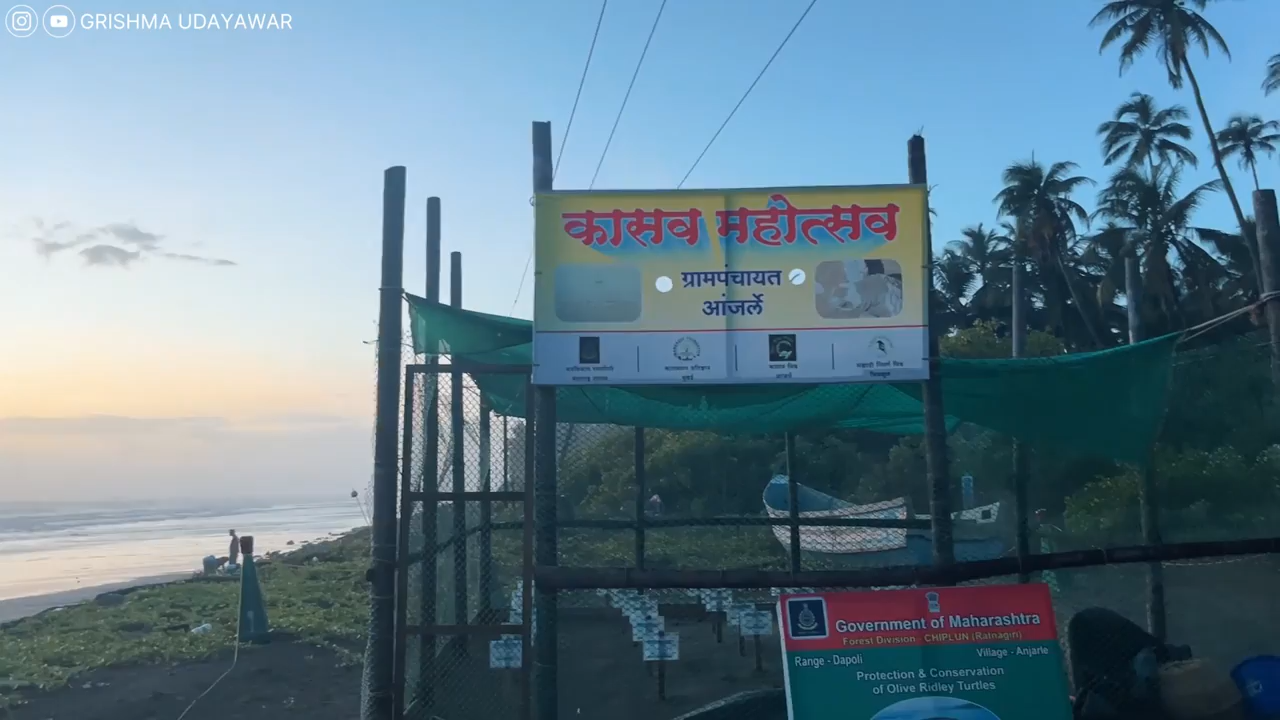 GRISHMA UDAYAWAR
कासव महोत्सव
ग्रामपंचायत
आंजर्ले
Government of Maharashtra
Forest Division - CHIPLUN (Ratnagiri)
Range - Dapoli
Village - Anjarle
Protection & Conservation
of Olive Ridley Turtles